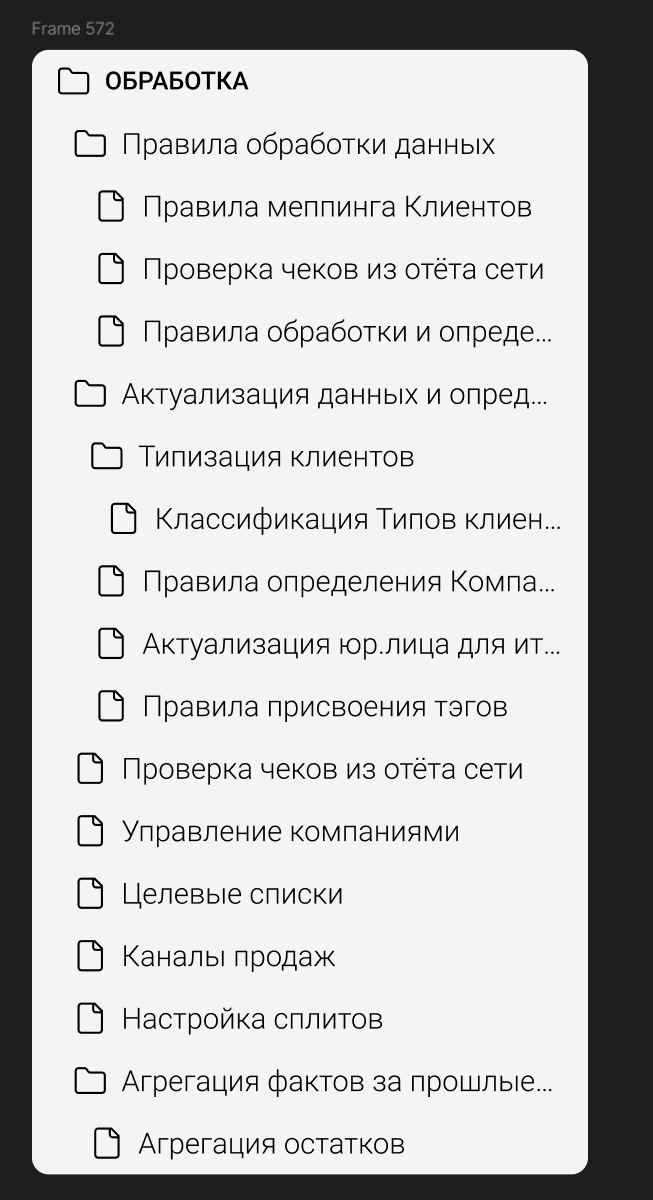 Frame 572
ОБРАБОТКА
Правила обработки данных
Правила меппинга Клиентов
Проверка чеков из отёта сети
Правила обработки и опреде...
Актуализация данных и опред...
Типизация клиентов
Классификация Типов клиен...
Правила определения Компа...
Актуализация юр.лица для ит...
Правила присвоения тэгов
Проверка чеков из отёта сети
Управление компаниями
Целевые списки
Каналы продаж
Настройка сплитов
Агрегация фактов за прошлые...
Агрегация остатков